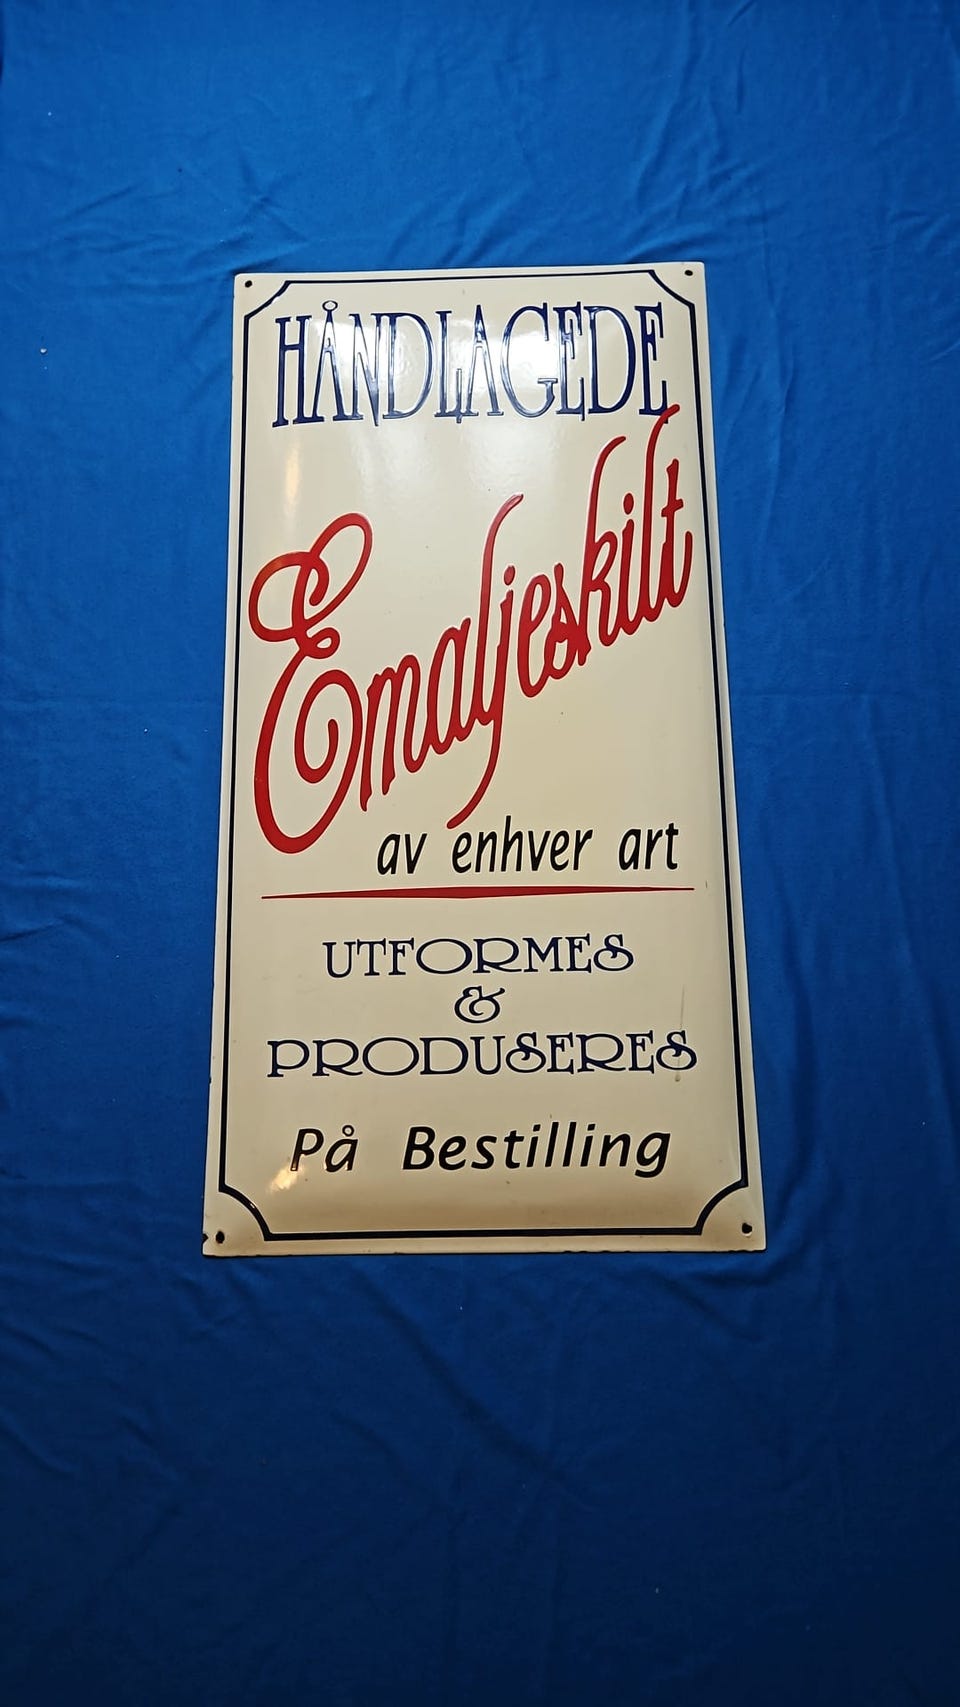 HÅNDLAGEDE
Emaljeskilt
av enhver art
UTFORMES
&
PRODUSERES
På Bestilling